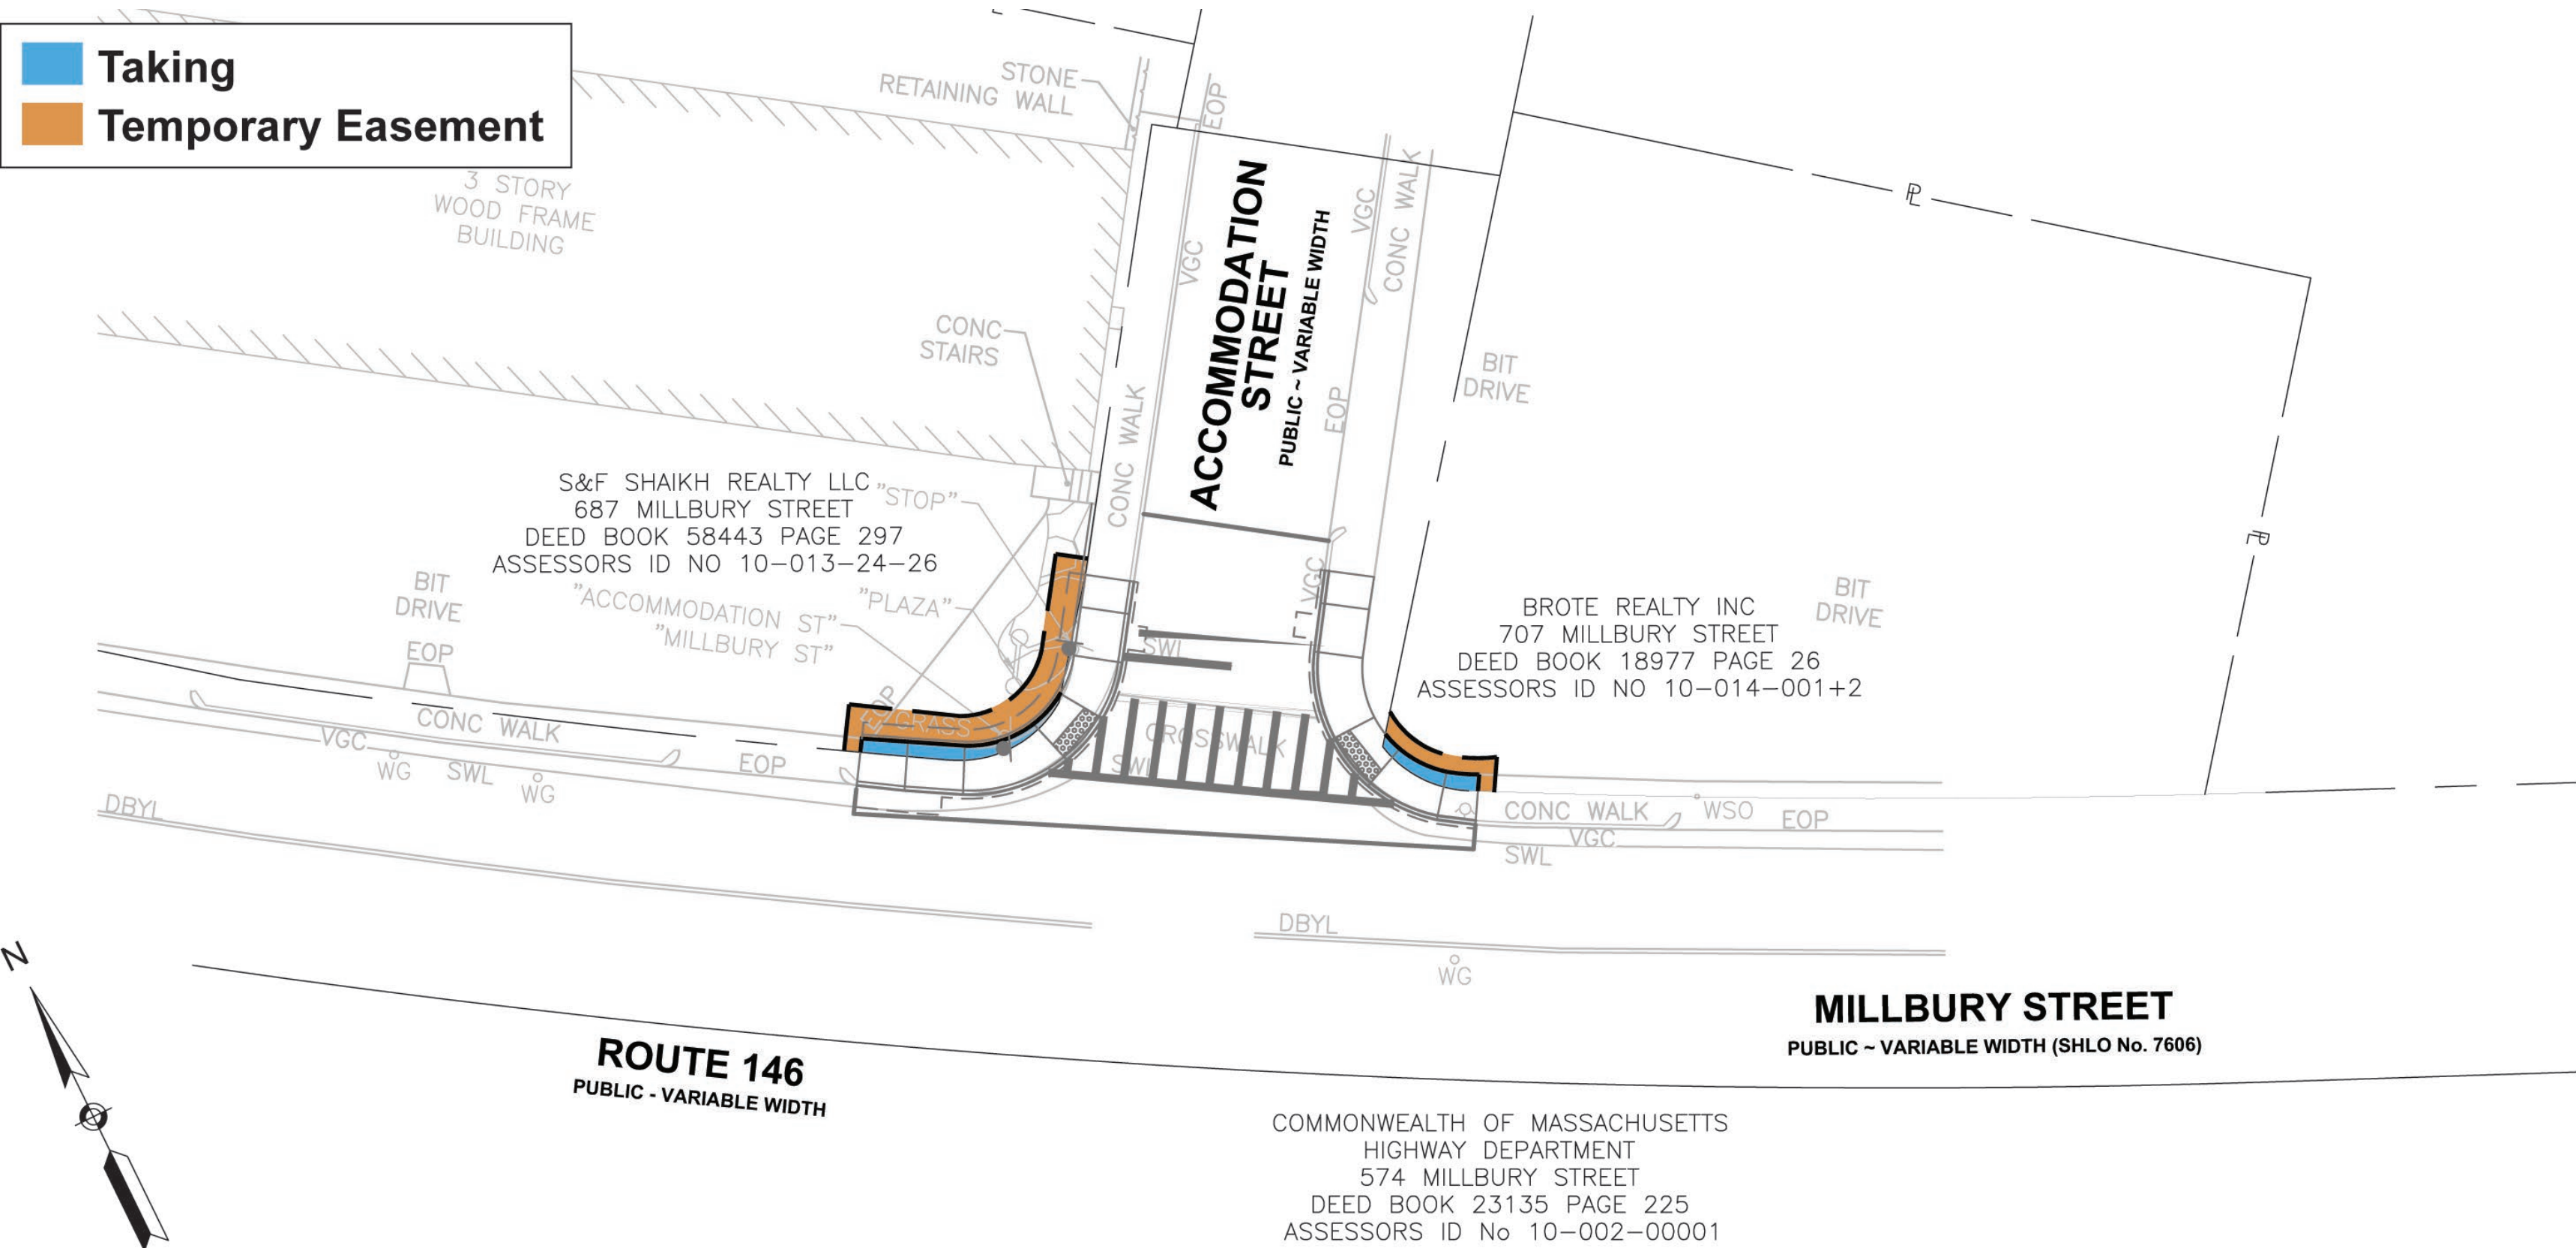 Taking
Temporary Easement
STONE
RETAINING WALL
EOP
3 STORY
WOOD FRAME
BUILDING
VGC
ACCOMMODATION
STREET
PUBLIC ~ VARIABLE WIDTH
VGC
CONC WALK
PL
CONC
STAIRS
CONC WALK
EOP
BIT
DRIVE
S&F SHAIKH REALTY LLC
687 MILLBURY STREET
DEED BOOK 58443 PAGE 297
ASSESSORS ID NO 10-013-24-26
"STOP"
PL
BIT
DRIVE
"ACCOMMODATION ST"
"MILLBURY ST"
"PLAZA"
VGC
BROTE REALTY INC
707 MILLBURY STREET
DEED BOOK 18977 PAGE 26
ASSESSORS ID NO 10-014-001+2
BIT
DRIVE
EOP
SWL
EOP
GRASS
CONC WALK
VGC
WG
SWL
WG
EOP
CROSSWALK
SWL
DBYL
CONC WALK
WSO
EOP
VGC
SWL
DBYL
WG
N
MILLBURY STREET
PUBLIC ~ VARIABLE WIDTH (SHLO No. 7606)
ROUTE 146
PUBLIC - VARIABLE WIDTH
COMMONWEALTH OF MASSACHUSETTS
HIGHWAY DEPARTMENT
574 MILLBURY STREET
DEED BOOK 23135 PAGE 225
ASSESSORS ID No 10-002-00001